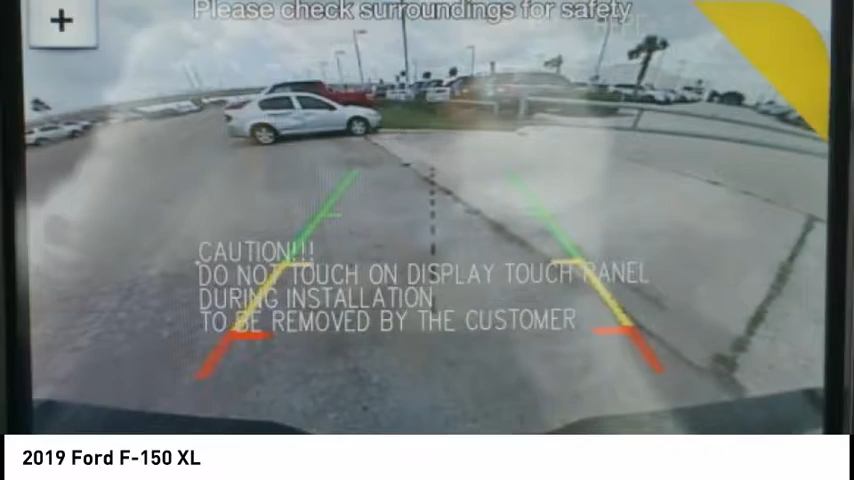 Please check surroundings for safety
+
CAUTION!!!
DO NOT TOUCH ON DISPLAY TOUCH PANEL
DURING INSTALLATION
TO BE REMOVED BY THE CUSTOMER
2019 Ford F-150 XL